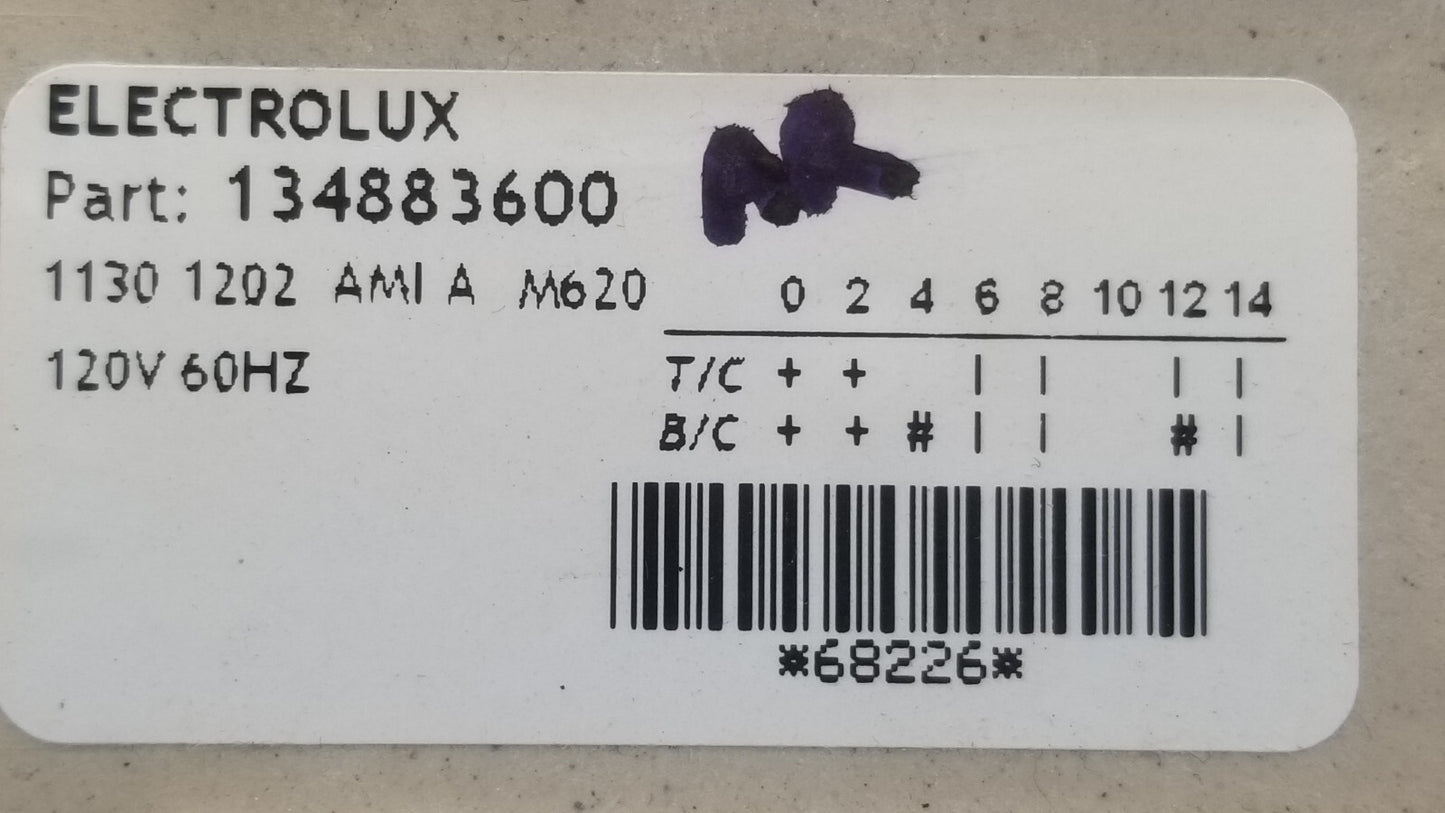 ELECTROLUX
Part: 134883600
1130 1202 AMI A M620
0 2 4 6 8 10 12 14
120V 60HZ
T/C + + | | | |
B/C + + # | | # |
*68226*